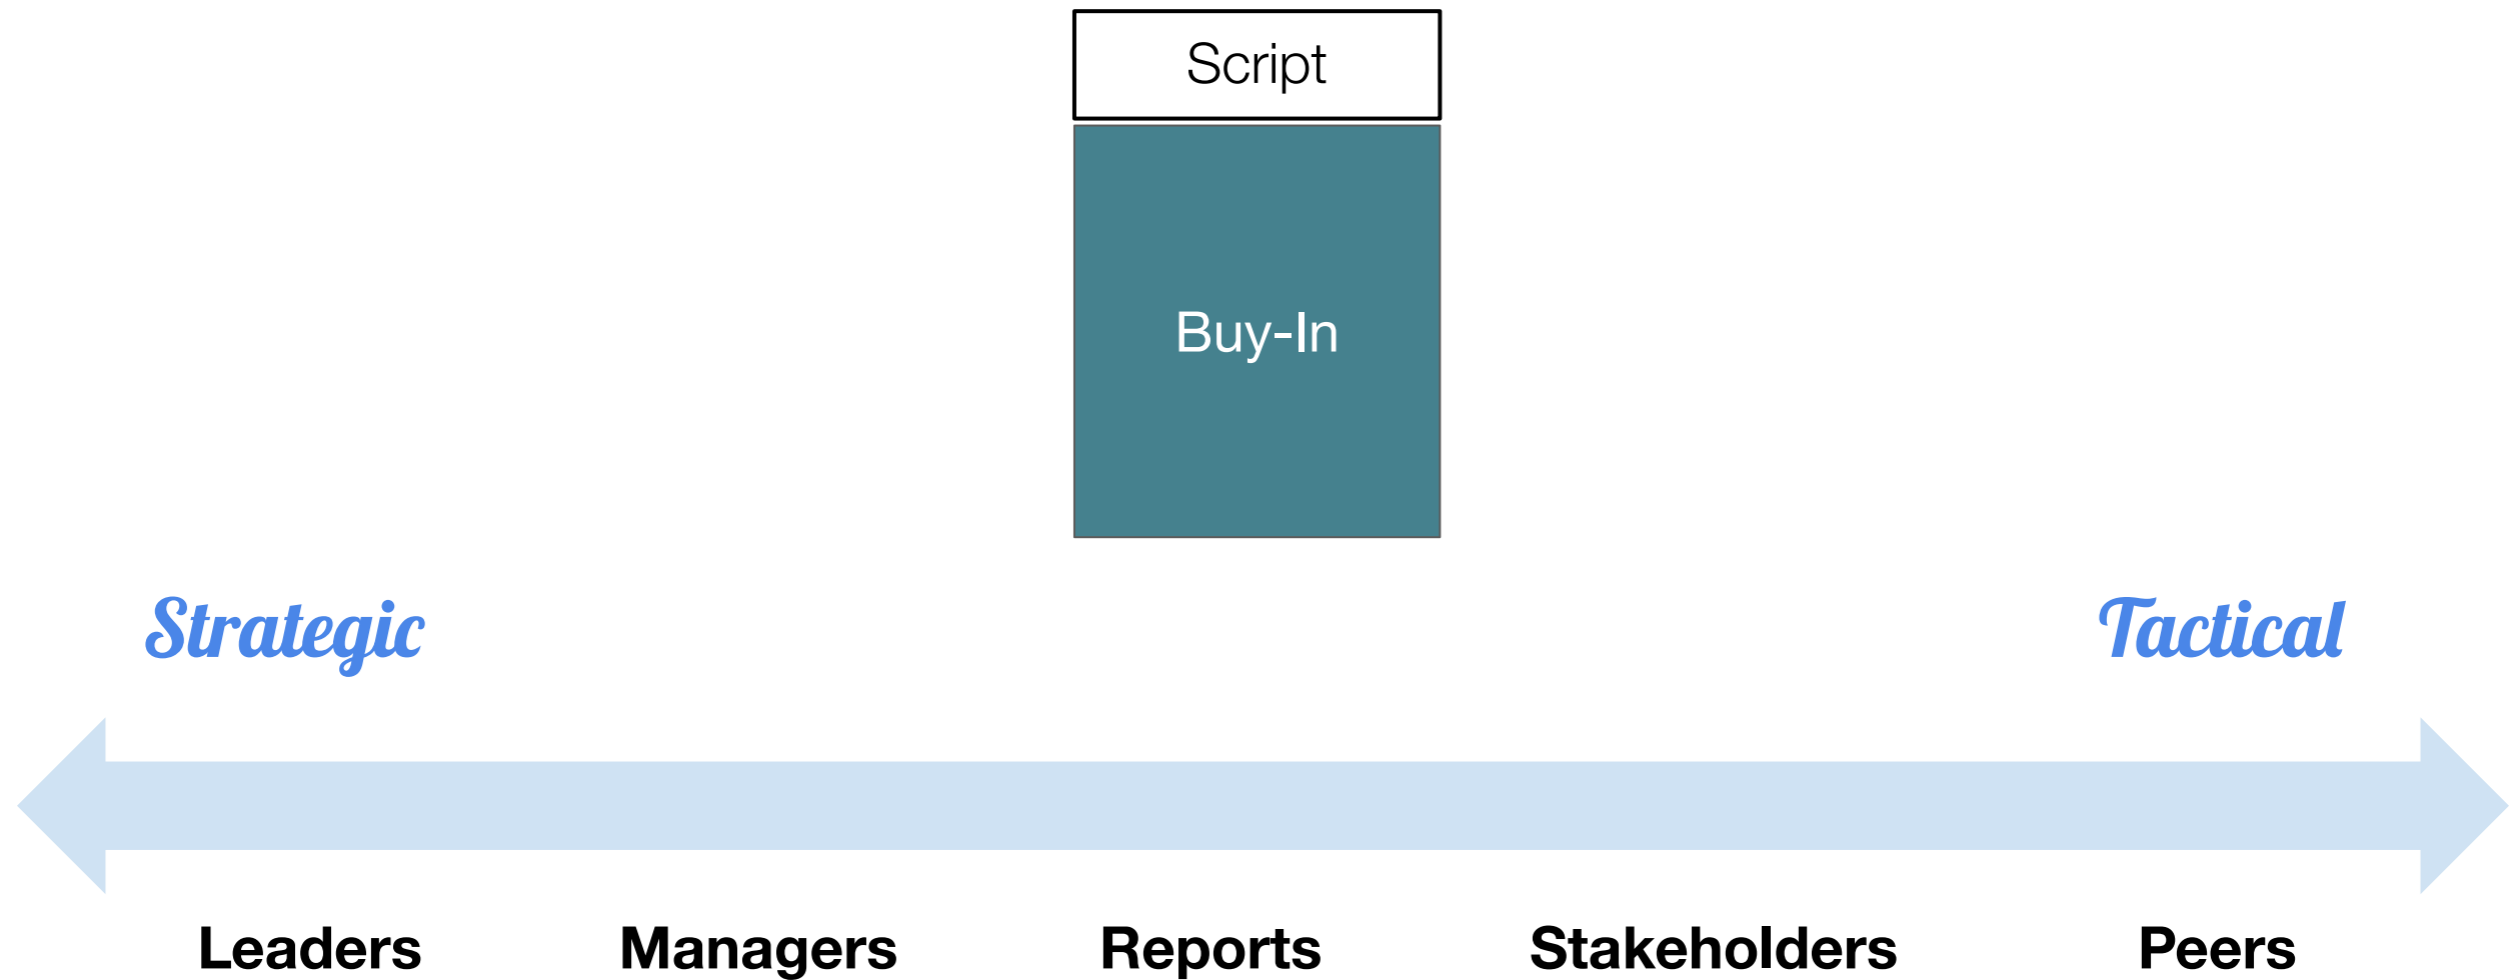 Script
Buy-In
Strategic
Tactical
Leaders
Managers
Reports
Stakeholders
Peers